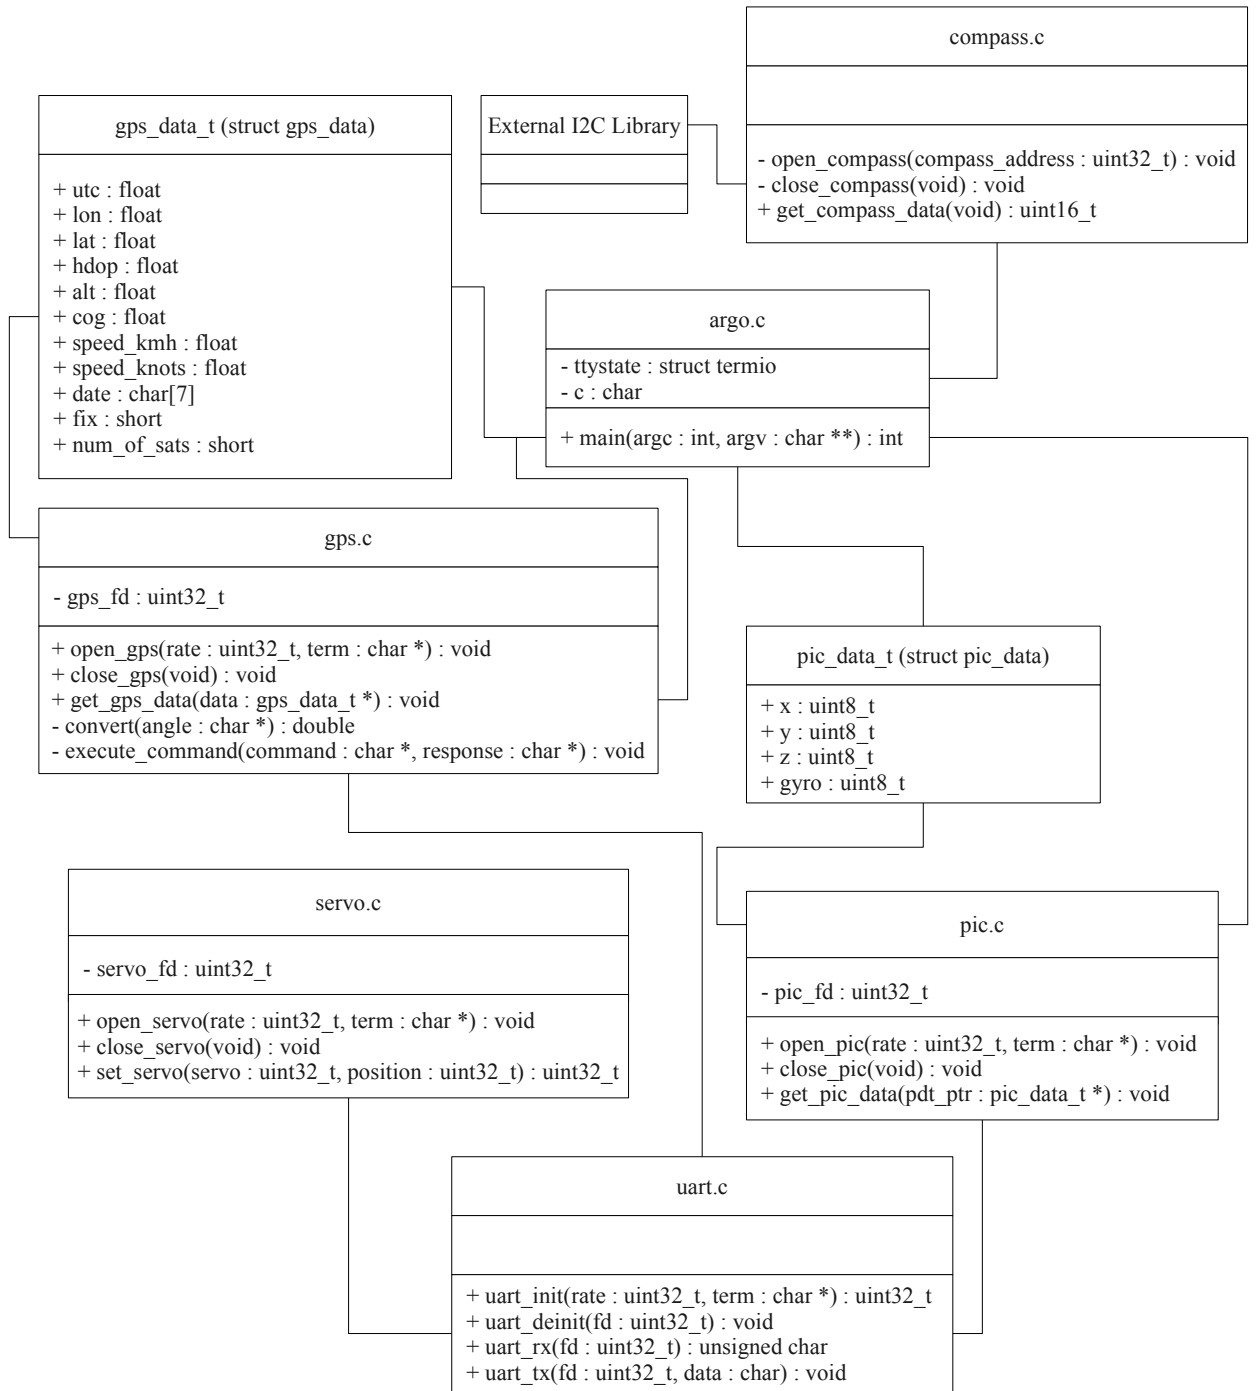 compass.c
- open_compass(compass_address : uint32_t) : void
- close_compass(void) : void
+ get_compass_data(void) : uint16_t
gps_data_t (struct gps_data)
+ utc : float
+ lon : float
+ lat : float
+ hdop : float
+ alt : float
+ cog : float
+ speed_kmh : float
+ speed_knots : float
+ date : char[7]
+ fix : short
+ num_of_sats : short
External I2C Library
argo.c
- ttystate : struct termio
- c : char
+ main(argc : int, argv : char **) : int
gps.c
- gps_fd : uint32_t
+ open_gps(rate : uint32_t, term : char *) : void
+ close_gps(void) : void
+ get_gps_data(data : gps_data_t *) : void
- convert(angle : char *) : double
- execute_command(command : char *, response : char *) : void
pic_data_t (struct pic_data)
+ x : uint8_t
+ y : uint8_t
+ z : uint8_t
+ gyro : uint8_t
servo.c
- servo_fd : uint32_t
+ open_servo(rate : uint32_t, term : char *) : void
+ close_servo(void) : void
+ set_servo(servo : uint32_t, position : uint32_t) : uint32_t
pic.c
- pic_fd : uint32_t
+ open_pic(rate : uint32_t, term : char *) : void
+ close_pic(void) : void
+ get_pic_data(pdt_ptr : pic_data_t *) : void
uart.c
+ uart_init(rate : uint32_t, term : char *) : uint32_t
+ uart_deinit(fd : uint32_t) : void
+ uart_rx(fd : uint32_t) : unsigned char
+ uart_tx(fd : uint32_t, data : char) : void